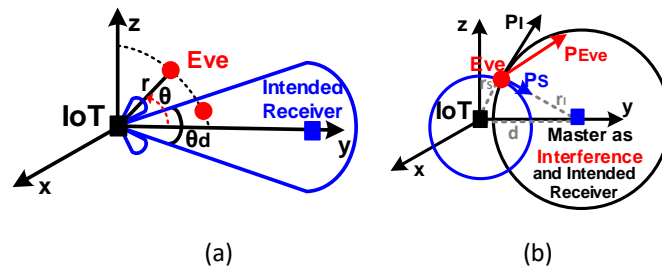 z
Eve
r
θ
Intended
Receiver
IoT
θd
y
x
(a)
z
PI
PEve
Eve
PS
rS
rI
IoT
d
y
Master as
Interference
and Intended
Receiver
x
(b)